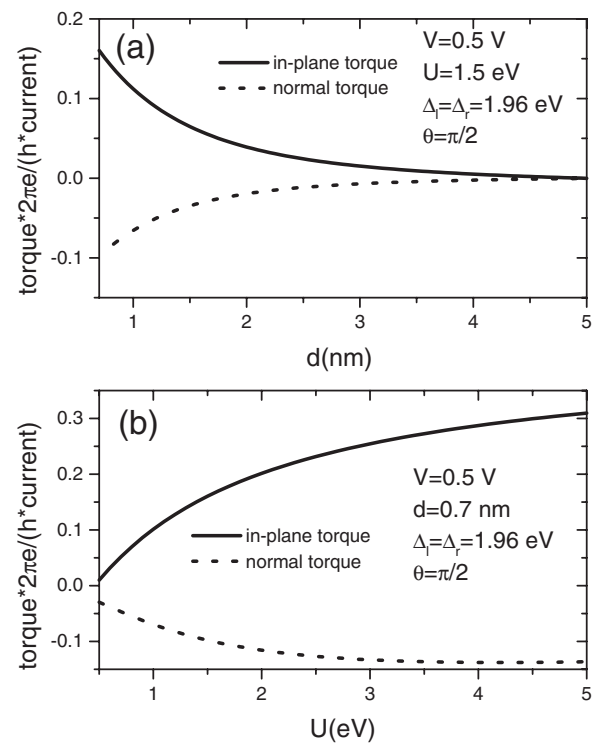 (a)
in-plane torque
normal torque
V=0.5 V
U=1.5 eV
Δl=Δr=1.96 eV
θ=π/2
torque*2πe/(h*current)
0.2
0.1
0.0
-0.1
1 2 3 4 5
d(nm)
(b)
in-plane torque
normal torque
V=0.5 V
d=0.7 nm
Δl=Δr=1.96 eV
θ=π/2
torque*2πe/(h*current)
0.3
0.2
0.1
0.0
-0.1
1 2 3 4 5
U(eV)